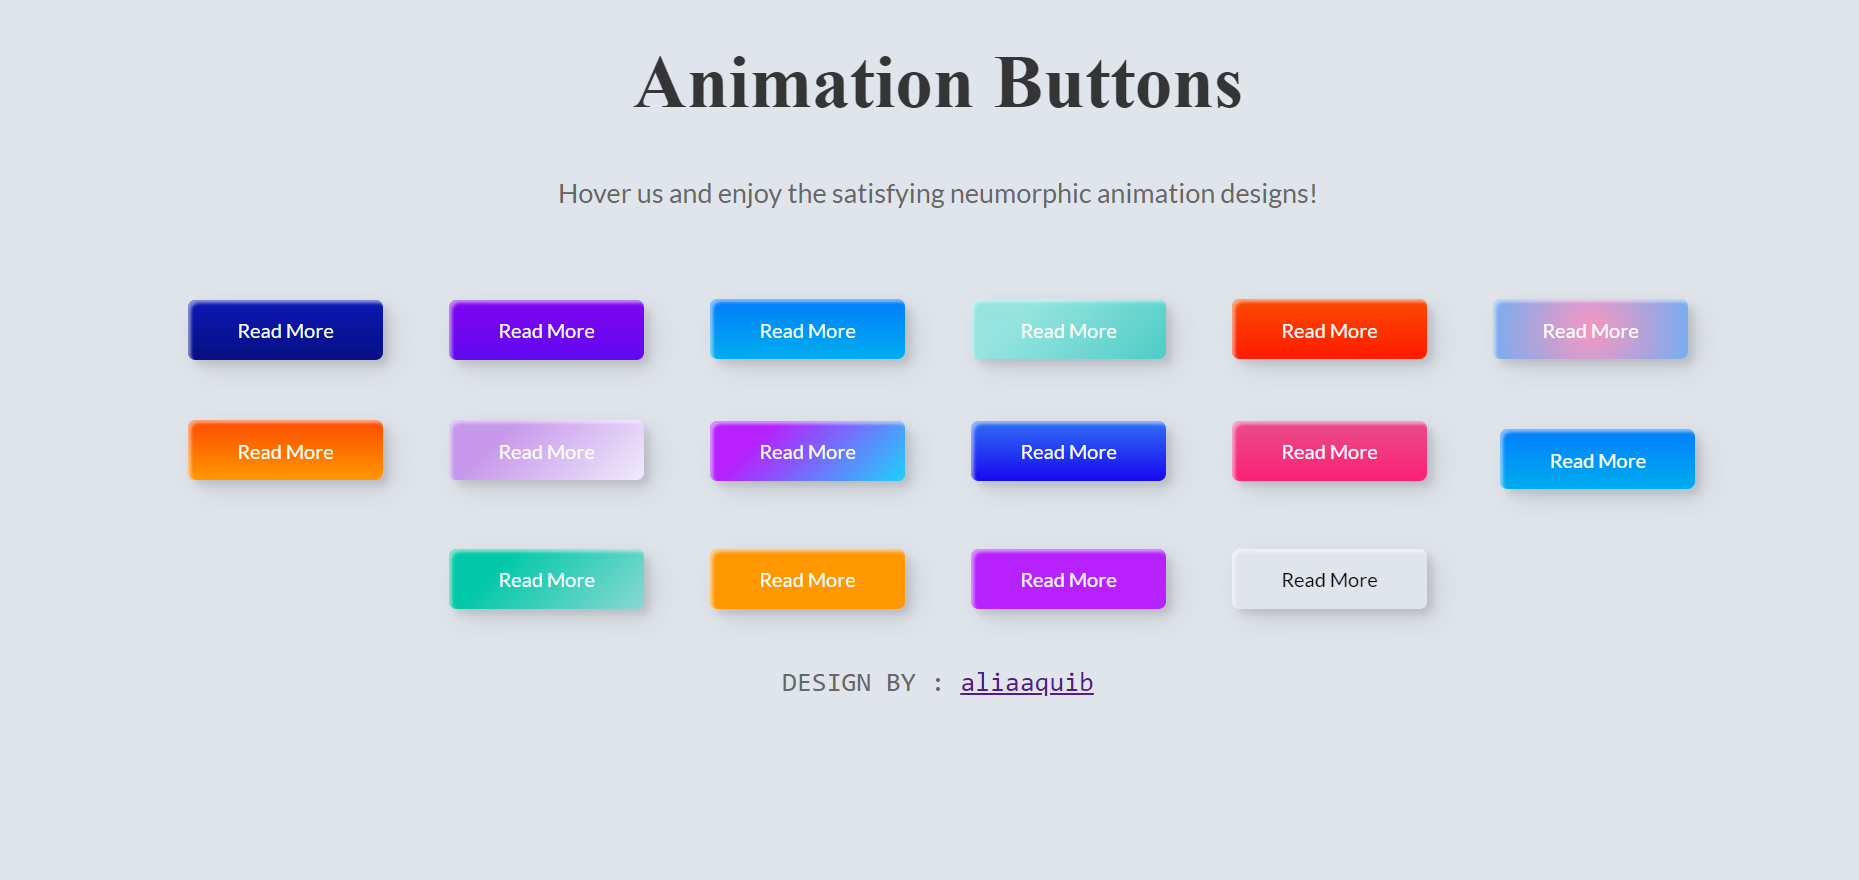 Animation Buttons
Hover us and enjoy the satisfying neumorphic animation designs!
Read More Read More Read More Read More Read More Read More
Read More Read More Read More Read More Read More Read More
Read More Read More Read More Read More
DESIGN BY : aliaaquib